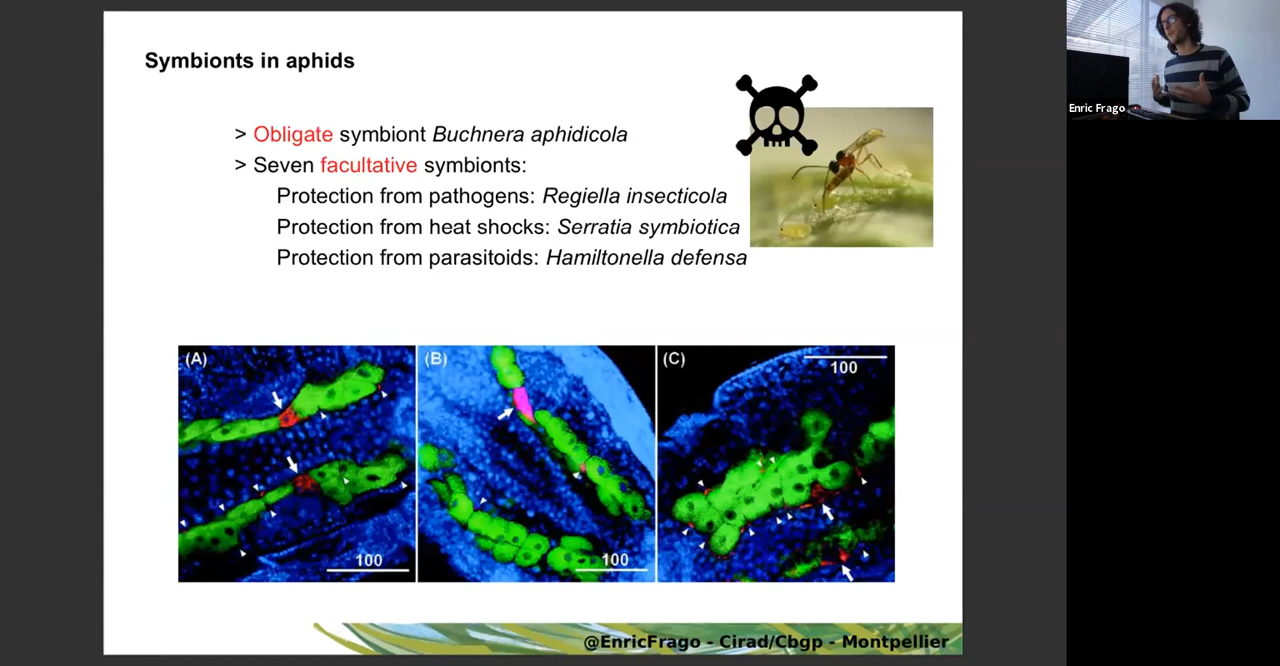 Symbionts in aphids
> Obligate symbiont Buchnera aphidicola
> Seven facultative symbionts:
Protection from pathogens: Regiella insecticola
Protection from heat shocks: Serratia symbiotica
Protection from parasitoids: Hamiltonella defensa
(A)
(B)
(C)
100
100
100
@EnricFrago - Cirad/Cbgp - Montpellier
Enric Frago